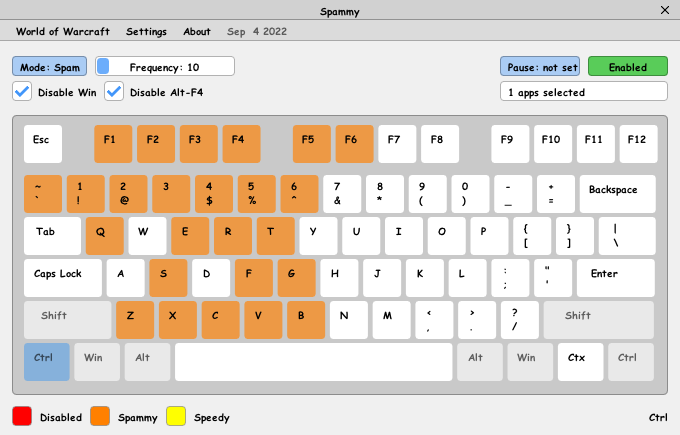 Spammy
World of Warcraft Settings About Sep 4 2022
Mode: Spam Frequency: 10 Pause: not set Enabled
Disable Win Disable Alt-F4 1 apps selected
Esc F1 F2 F3 F4 F5 F6 F7 F8 F9 F10 F11 F12
~ 1 2 3 4 5 6 7 8 9 0 - + Backspace
` ! @ $ % ^ & * ( ) _ =
Tab Q W E R T Y U I O P { } |
[ ] \
Caps Lock A S D F G H J K L : " Enter
; '
Shift Z X C V B N M < > ? Shift
, . /
Ctrl Win Alt Alt Win Ctx Ctrl
Disabled Spammy Speedy Ctrl